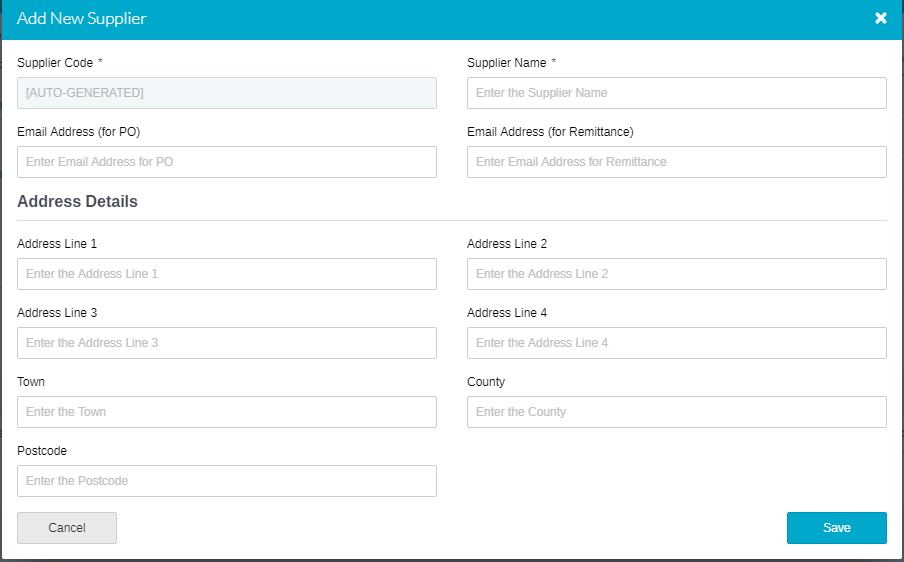 Add New Supplier
Supplier Code *
Supplier Name *
[AUTO-GENERATED]
Enter the Supplier Name
Email Address (for PO)
Email Address (for Remittance)
Enter Email Address for PO
Enter Email Address for Remittance
Address Details
Address Line 1
Address Line 2
Enter the Address Line 1
Enter the Address Line 2
Address Line 3
Address Line 4
Enter the Address Line 3
Enter the Address Line 4
Town
County
Enter the Town
Enter the County
Postcode
Enter the Postcode
Cancel
Save